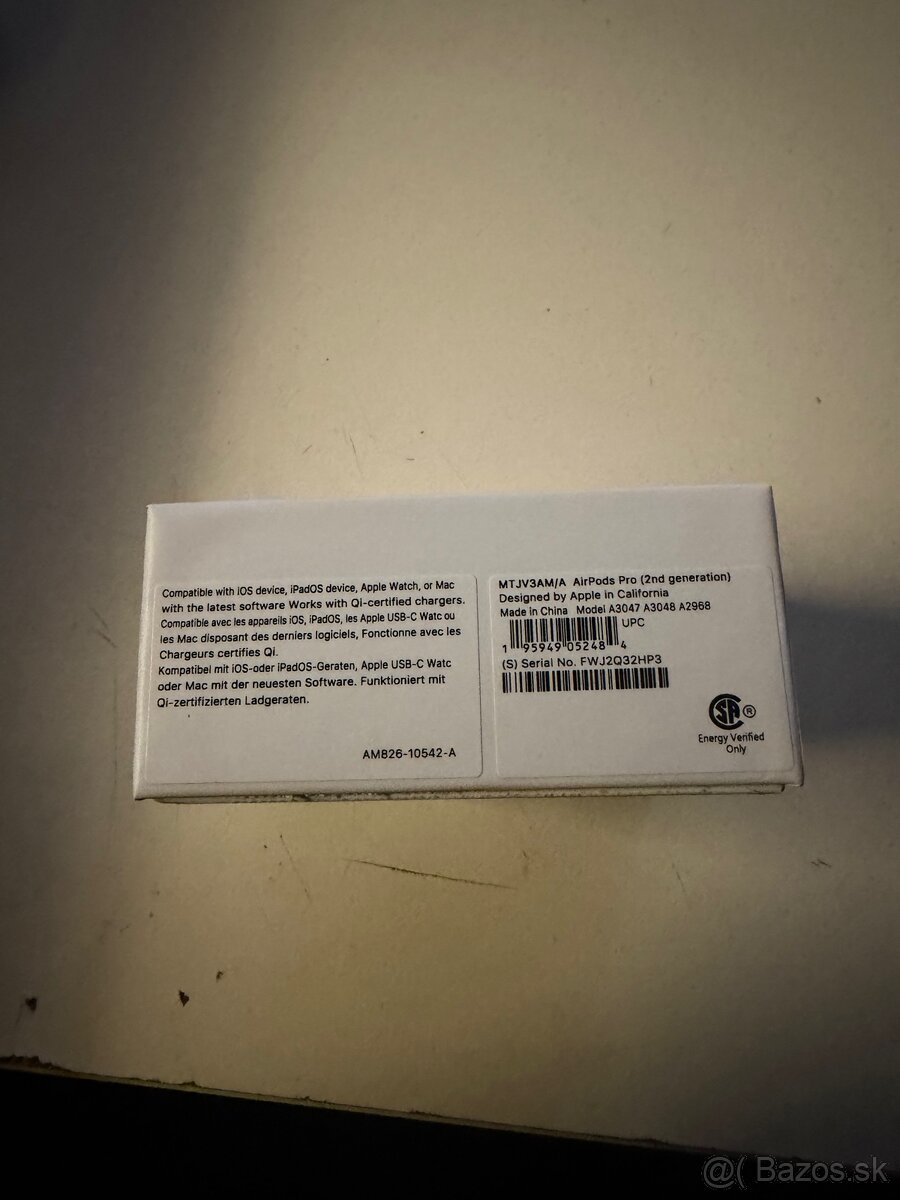 Compatible with iOS device, iPadOS device, Apple Watch, or Mac
with the latest software Works with Qi-certified chargers.
Compatible avec les appareils iOS, iPadOS, les Apple USB-C Watc ou
les Mac disposant des derniers logiciels, Fonctionne avec les
Chargeurs certifies Qi.
Kompatibel mit iOS-oder iPadOS-Geraten, Apple USB-C Watc
oder Mac mit der neuesten Software. Funktioniert mit
Qi-zertifizierten Ladgeraten.
AM826-10542-A
MTJV3AM/A AirPods Pro (2nd generation)
Designed by Apple in California
Made in China Model A3047 A3048 A2968
UPC
1 95949 05248 4
(S) Serial No. FWJ2Q32HP3
SA ®
Energy Verified
Only
@( Bazos.sk